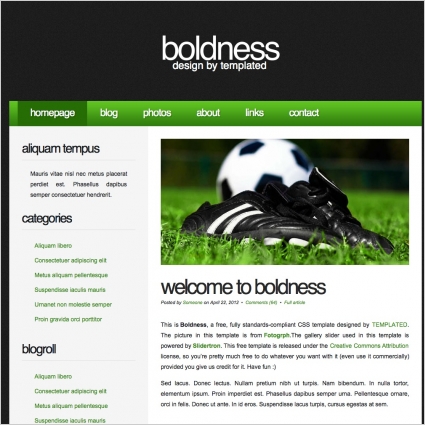 boldness
design by templated
homepage
blog
photos
about
links
contact
aliquam tempus
Mauris vitae nisl nec metus placerat
perdiet est. Phasellus dapibus
semper consectetuer hendrerit.
categories
Aliquam libero
Consectetuer adipiscing elit
Metus aliquam pellentesque
Suspendisse iaculis mauris
Urnanet non molestie semper
Proin gravida orci porttitor
blogroll
Aliquam libero
Consectetuer adipiscing elit
Metus aliquam pellentesque
Suspendisse iaculis mauris
welcome to boldness
Posted by Someone on April 22, 2012 • Comments (64) • Full article
This is Boldness, a free, fully standards-compliant CSS template designed by TEMPLATED.
The picture in this template is from Fotogrph.The gallery slider used in this template is
powered by Slidertron. This free template is released under the Creative Commons Attribution
license, so you're pretty much free to do whatever you want with it (even use it commercially)
provided you give us credit for it. Have fun :)
Sed lacus. Donec lectus. Nullam pretium nibh ut turpis. Nam bibendum. In nulla tortor,
elementum ipsum. Proin imperdiet est. Phasellus dapibus semper urna. Pellentesque ornare,
orci in felis. Donec ut ante. In id eros. Suspendisse lacus turpis, cursus egestas at sem.